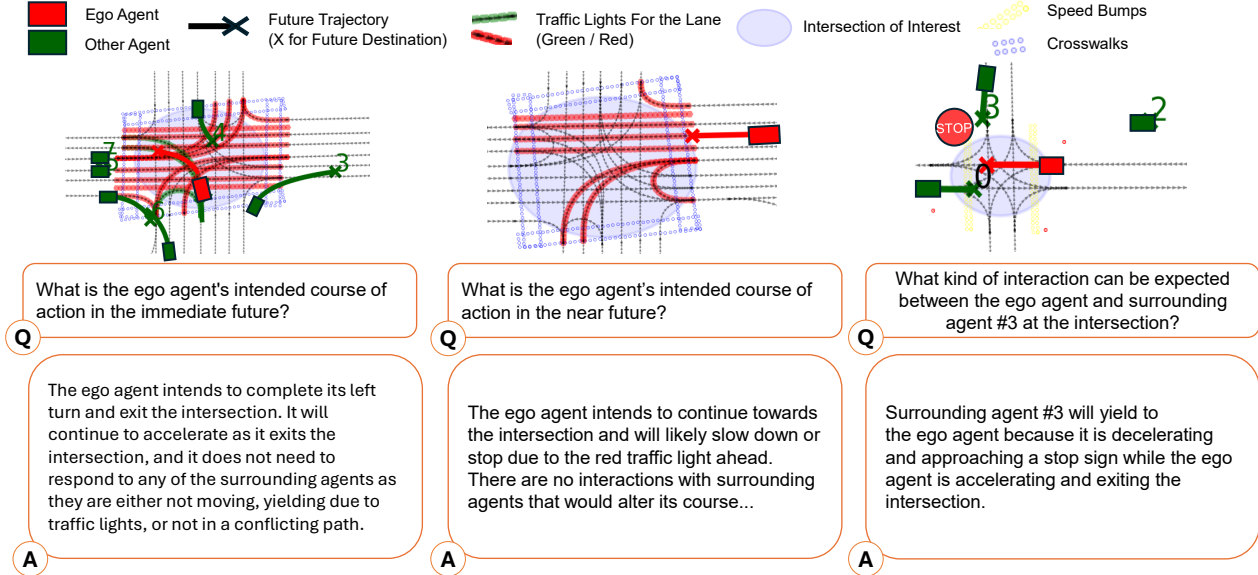 Ego Agent
Other Agent
Future Trajectory
(X for Future Destination)
Traffic Lights For the Lane
(Green / Red)
Intersection of Interest
Speed Bumps
Crosswalks
4
7
3
3
2
STOP
0
What is the ego agent's intended course of
action in the immediate future?
Q
The ego agent intends to complete its left
turn and exit the intersection. It will
continue to accelerate as it exits the
intersection, and it does not need to
respond to any of the surrounding agents as
they are either not moving, yielding due to
traffic lights, or not in a conflicting path.
A
What is the ego agent's intended course of
action in the near future?
Q
The ego agent intends to continue towards
the intersection and will likely slow down or
stop due to the red traffic light ahead.
There are no interactions with surrounding
agents that would alter its course...
A
What kind of interaction can be expected
between the ego agent and surrounding
agent #3 at the intersection?
Q
Surrounding agent #3 will yield to
the ego agent because it is decelerating
and approaching a stop sign while the ego
agent is accelerating and exiting the
intersection.
A